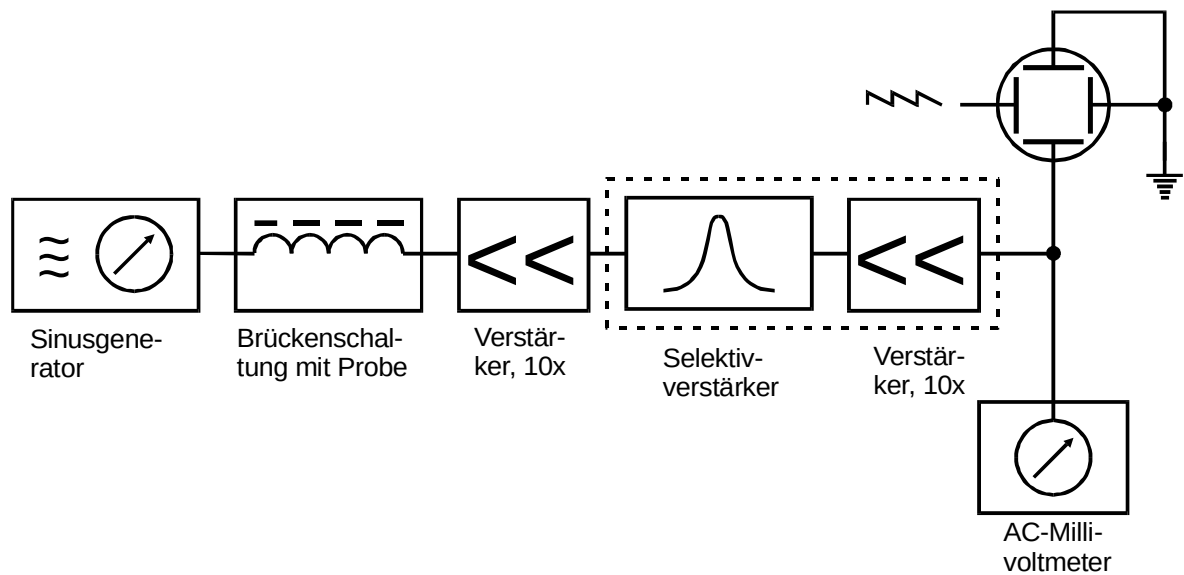 Sinusgene-
rator
Brückenschal-
tung mit Probe
Verstär-
ker, 10x
Selektiv-
verstärker
Verstär-
ker, 10x
AC-Milli-
voltmeter